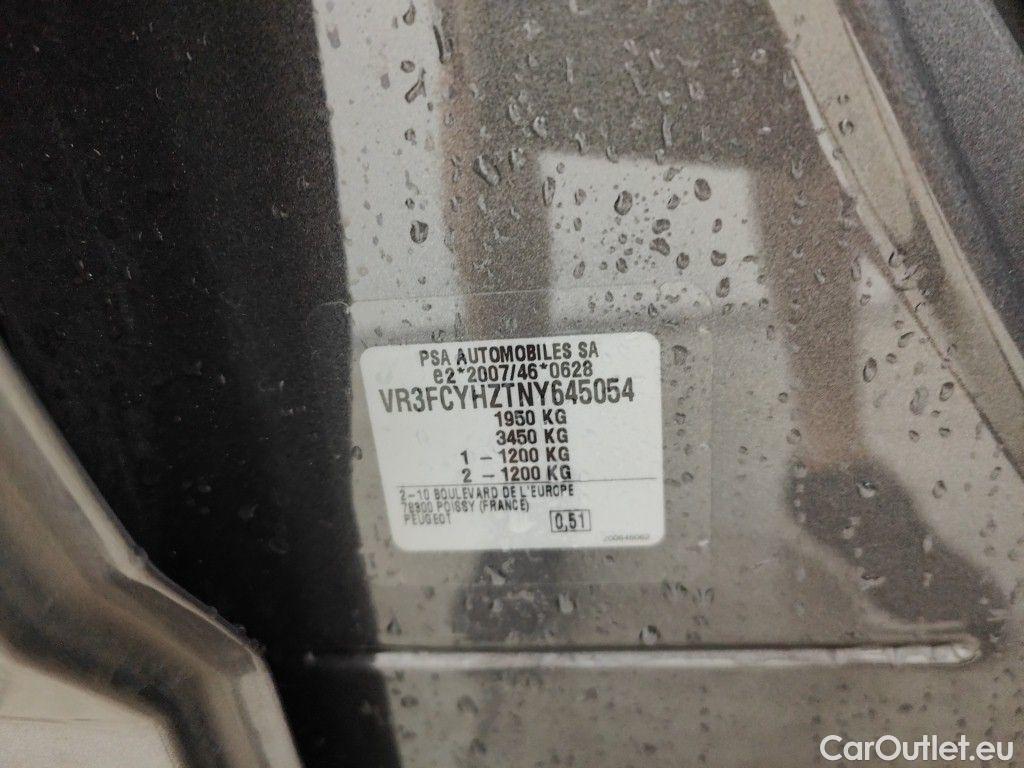 PSA AUTOMOBILES SA
e2*2007/46*0628
VR3FCYHZTNY645054
1950 KG
3450 KG
1 - 1200 KG
2 - 1200 KG
2-10 BOULEVARD DE L'EUROPE
78300 POISSY (FRANCE)
PEUGEOT
0,51
CarOutlet.eu